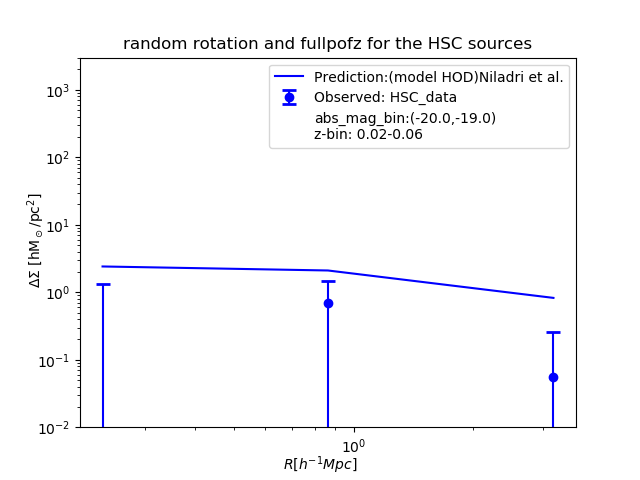 random rotation and fullpofz for the HSC sources
Prediction:(model HOD)Niladri et al.
Observed: HSC_data
abs_mag_bin:(-20.0,-19.0)
z-bin: 0.02-0.06
ΔΣ [hM☉/pc²]
10³
10²
10¹
10⁰
10⁻¹
10⁻²
10⁰
R[h⁻¹Mpc]